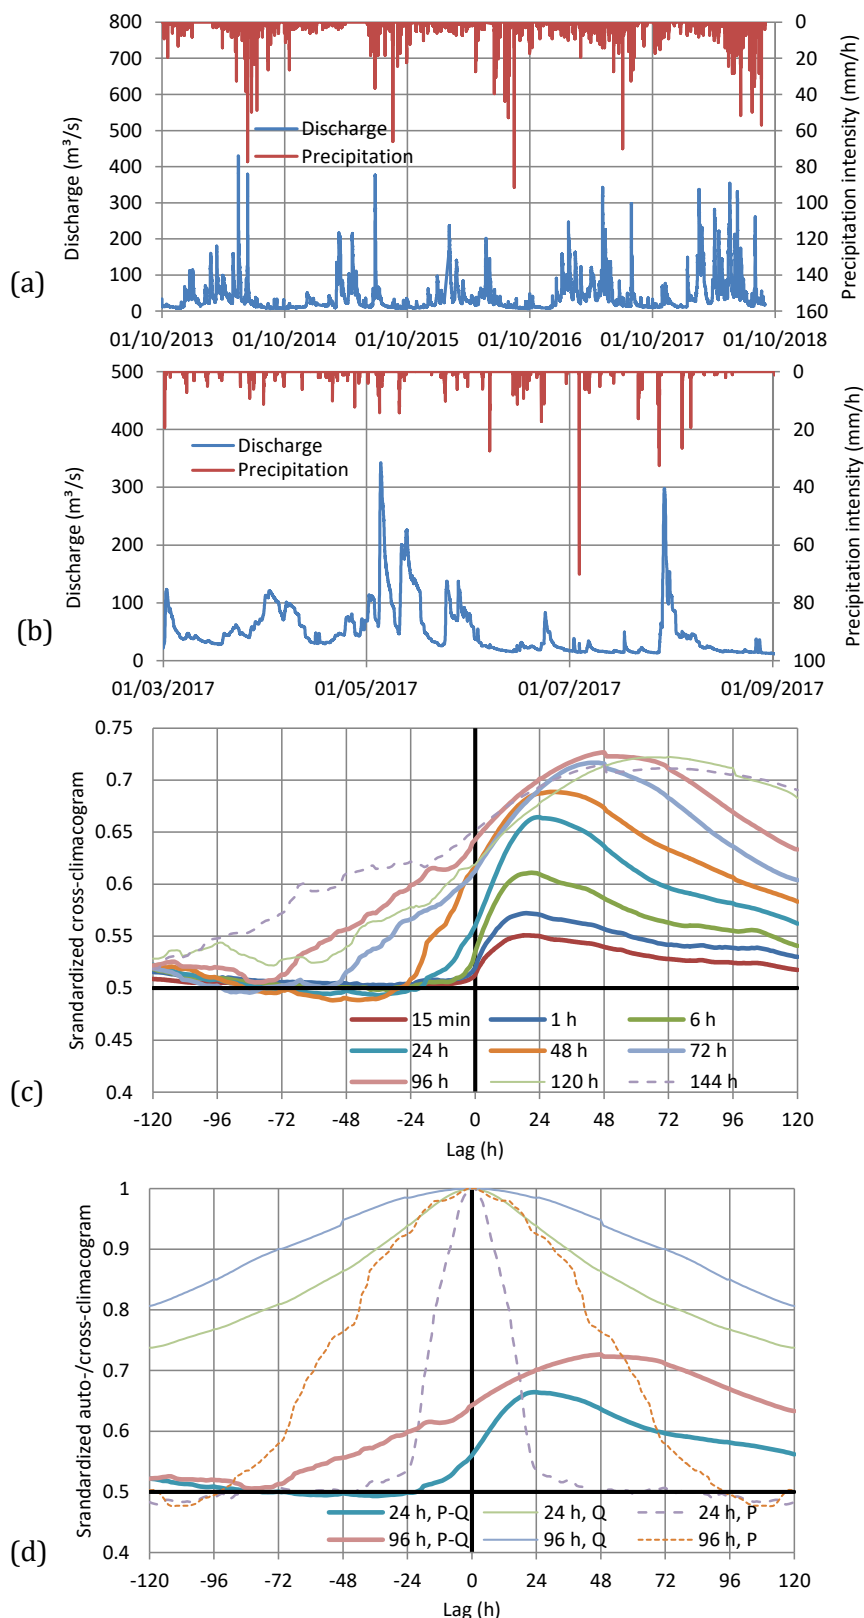 800
700
600
500
400
300
200
100
0
0
20
40
60
80
100
120
140
160
Discharge (m³/s)
Precipitation intensity (mm/h)
Discharge
Precipitation
(a)
01/10/2013 01/10/2014 01/10/2015 01/10/2016 01/10/2017 01/10/2018
500
400
300
200
100
0
0
20
40
60
80
100
Discharge (m³/s)
Precipitation intensity (mm/h)
Discharge
Precipitation
(b)
01/03/2017 01/05/2017 01/07/2017 01/09/2017
0.75
0.7
0.65
0.6
0.55
0.5
0.45
0.4
Srandardized cross-climacogram
15 min 1 h 6 h
24 h 48 h 72 h
96 h 120 h 144 h
(c)
-120 -96 -72 -48 -24 0 24 48 72 96 120
Lag (h)
1
0.9
0.8
0.7
0.6
0.5
0.4
Srandardized auto-/cross-climacogram
24 h, P-Q 24 h, Q 24 h, P
96 h, P-Q 96 h, Q 96 h, P
(d)
-120 -96 -72 -48 -24 0 24 48 72 96 120
Lag (h)